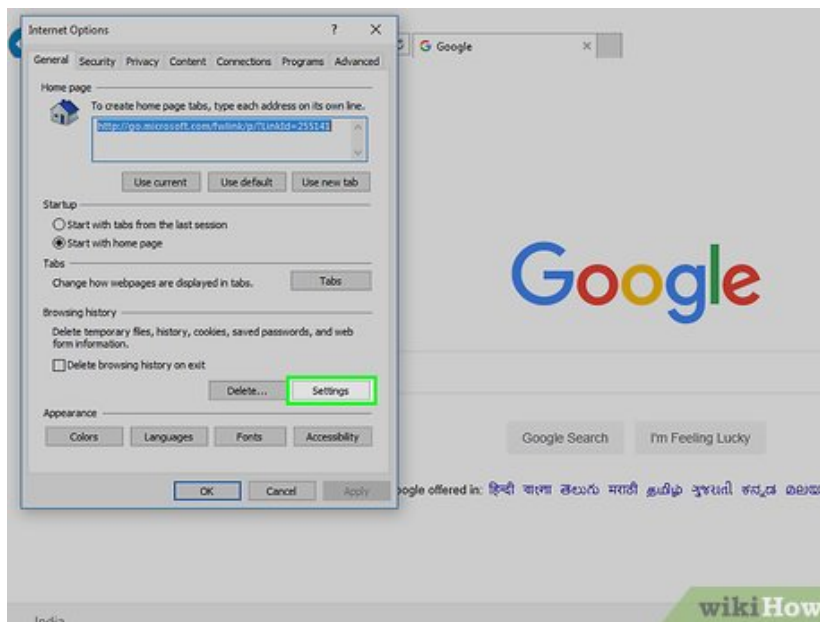 Internet Options
?
Google
General Security Privacy Content Connections Programs Advanced
Home page
To create home page tabs, type each address on its own line.
http://go.microsoft.com/fwlink/p/?LinkId=255141
Use current Use default Use new tab
Startup
Start with tabs from the last session
Start with home page
Tabs
Change how webpages are displayed in tabs. Tabs
Browsing history
Delete temporary files, history, cookies, saved passwords, and web
form information.
Delete browsing history on exit
Delete... Settings
Appearance
Colors Languages Fonts Accessibility
OK Cancel Apply
Google
Google Search I'm Feeling Lucky
oogle offered in: हिन्दी বাংলা తెలుగు मराठी தமிழ் ગુજરાતી ಕನ್ನಡ
India
wikiHow